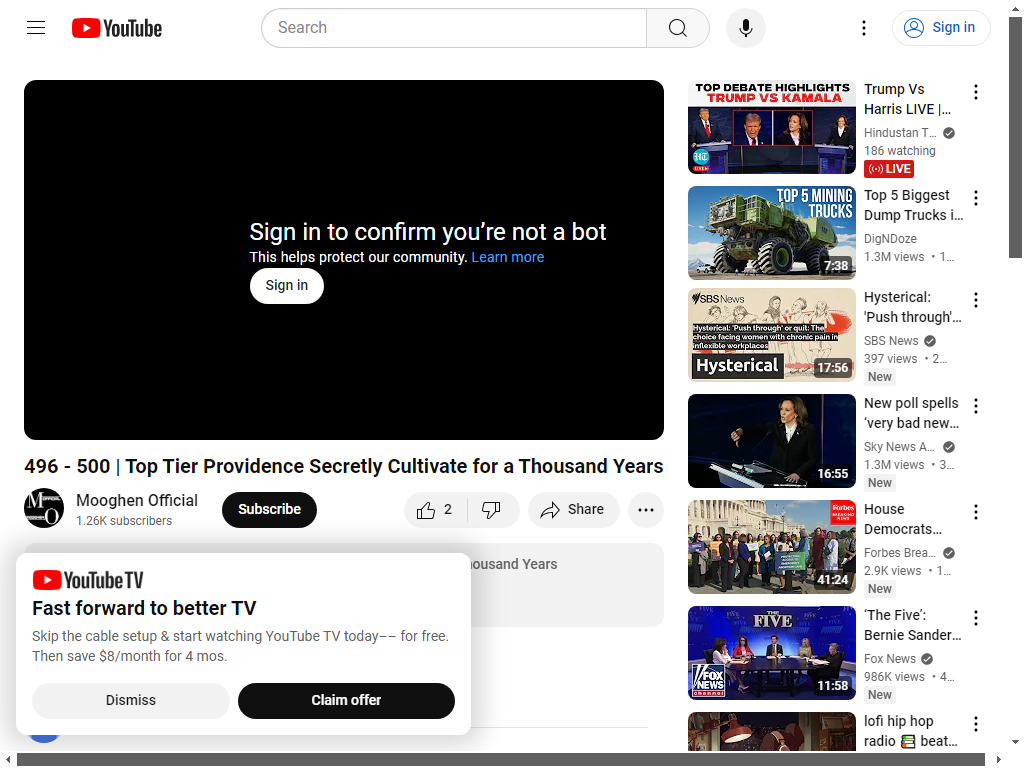 YouTube
Search
Sign in
Sign in to confirm you’re not a bot
This helps protect our community. Learn more
Sign in
496 - 500 | Top Tier Providence Secretly Cultivate for a Thousand Years
Mooghen Official
1.26K subscribers
Subscribe
2
Share
housand Years
YouTube TV
Fast forward to better TV
Skip the cable setup & start watching YouTube TV today–– for free.
Then save $8/month for 4 mos.
Dismiss
Claim offer
TOP DEBATE HIGHLIGHTS
TRUMP VS KAMALA
HT
Trump Vs
Harris LIVE |...
Hindustan T...
186 watching
LIVE
TOP 5 MINING
TRUCKS
7:38
Top 5 Biggest
Dump Trucks i...
DigNDoze
1.3M views • 1...
SBS News
Hysterical: 'Push through' or quit: The
choice facing women with chronic pain in
inflexible workplaces
Hysterical
17:56
Hysterical:
'Push through'...
SBS News
397 views • 2...
New
16:55
New poll spells
‘very bad new...
Sky News A...
1.3M views • 3...
New
Forbes
BREAKING
NEWS
41:24
House
Democrats...
Forbes Brea...
2.9K views • 1...
New
THE
FIVE
FOX
NEWS
channel
11:58
‘The Five’:
Bernie Sander...
Fox News
986K views • 4...
New
lofi hip hop
radio 📚 beat...